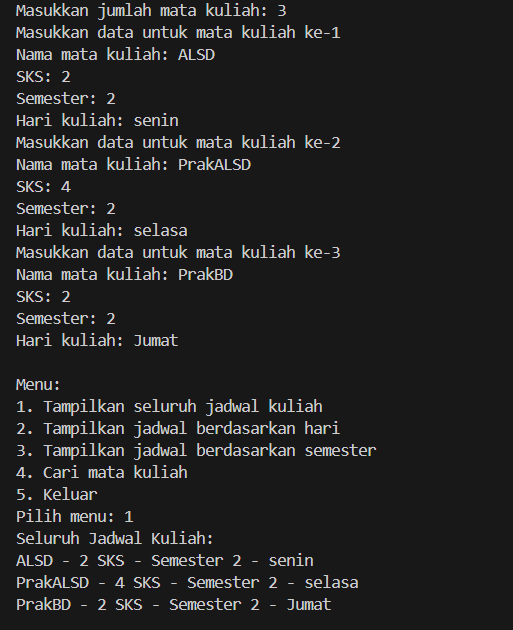 Masukkan jumlah mata kuliah: 3
Masukkan data untuk mata kuliah ke-1
Nama mata kuliah: ALSD
SKS: 2
Semester: 2
Hari kuliah: senin
Masukkan data untuk mata kuliah ke-2
Nama mata kuliah: PrakALSD
SKS: 4
Semester: 2
Hari kuliah: selasa
Masukkan data untuk mata kuliah ke-3
Nama mata kuliah: PrakBD
SKS: 2
Semester: 2
Hari kuliah: Jumat
Menu:
1. Tampilkan seluruh jadwal kuliah
2. Tampilkan jadwal berdasarkan hari
3. Tampilkan jadwal berdasarkan semester
4. Cari mata kuliah
5. Keluar
Pilih menu: 1
Seluruh Jadwal Kuliah:
ALSD - 2 SKS - Semester 2 - senin
PrakALSD - 4 SKS - Semester 2 - selasa
PrakBD - 2 SKS - Semester 2 - Jumat